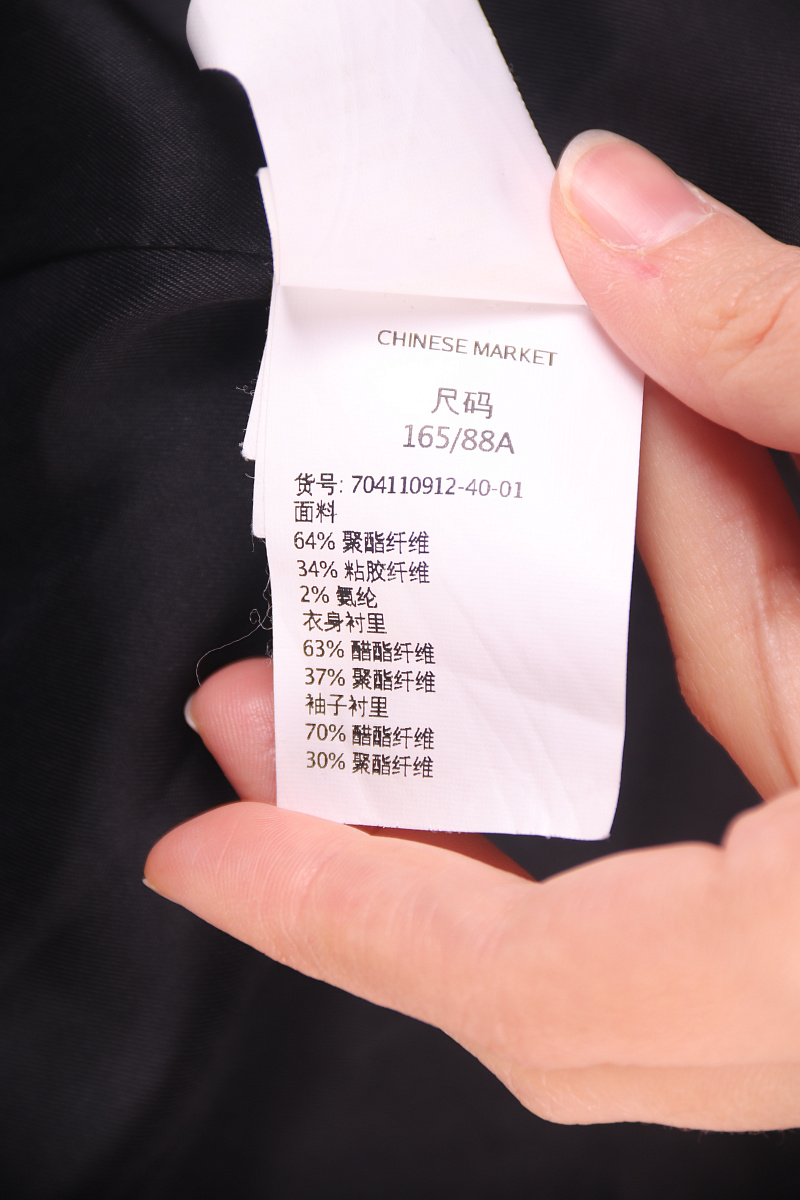 CHINESE MARKET
尺码
165/88A
货号: 704110912-40-01
面料
64% 聚酯纤维
34% 粘胶纤维
2% 氨纶
衣身衬里
63% 醋酯纤维
37% 聚酯纤维
袖子衬里
70% 醋酯纤维
30% 聚酯纤维